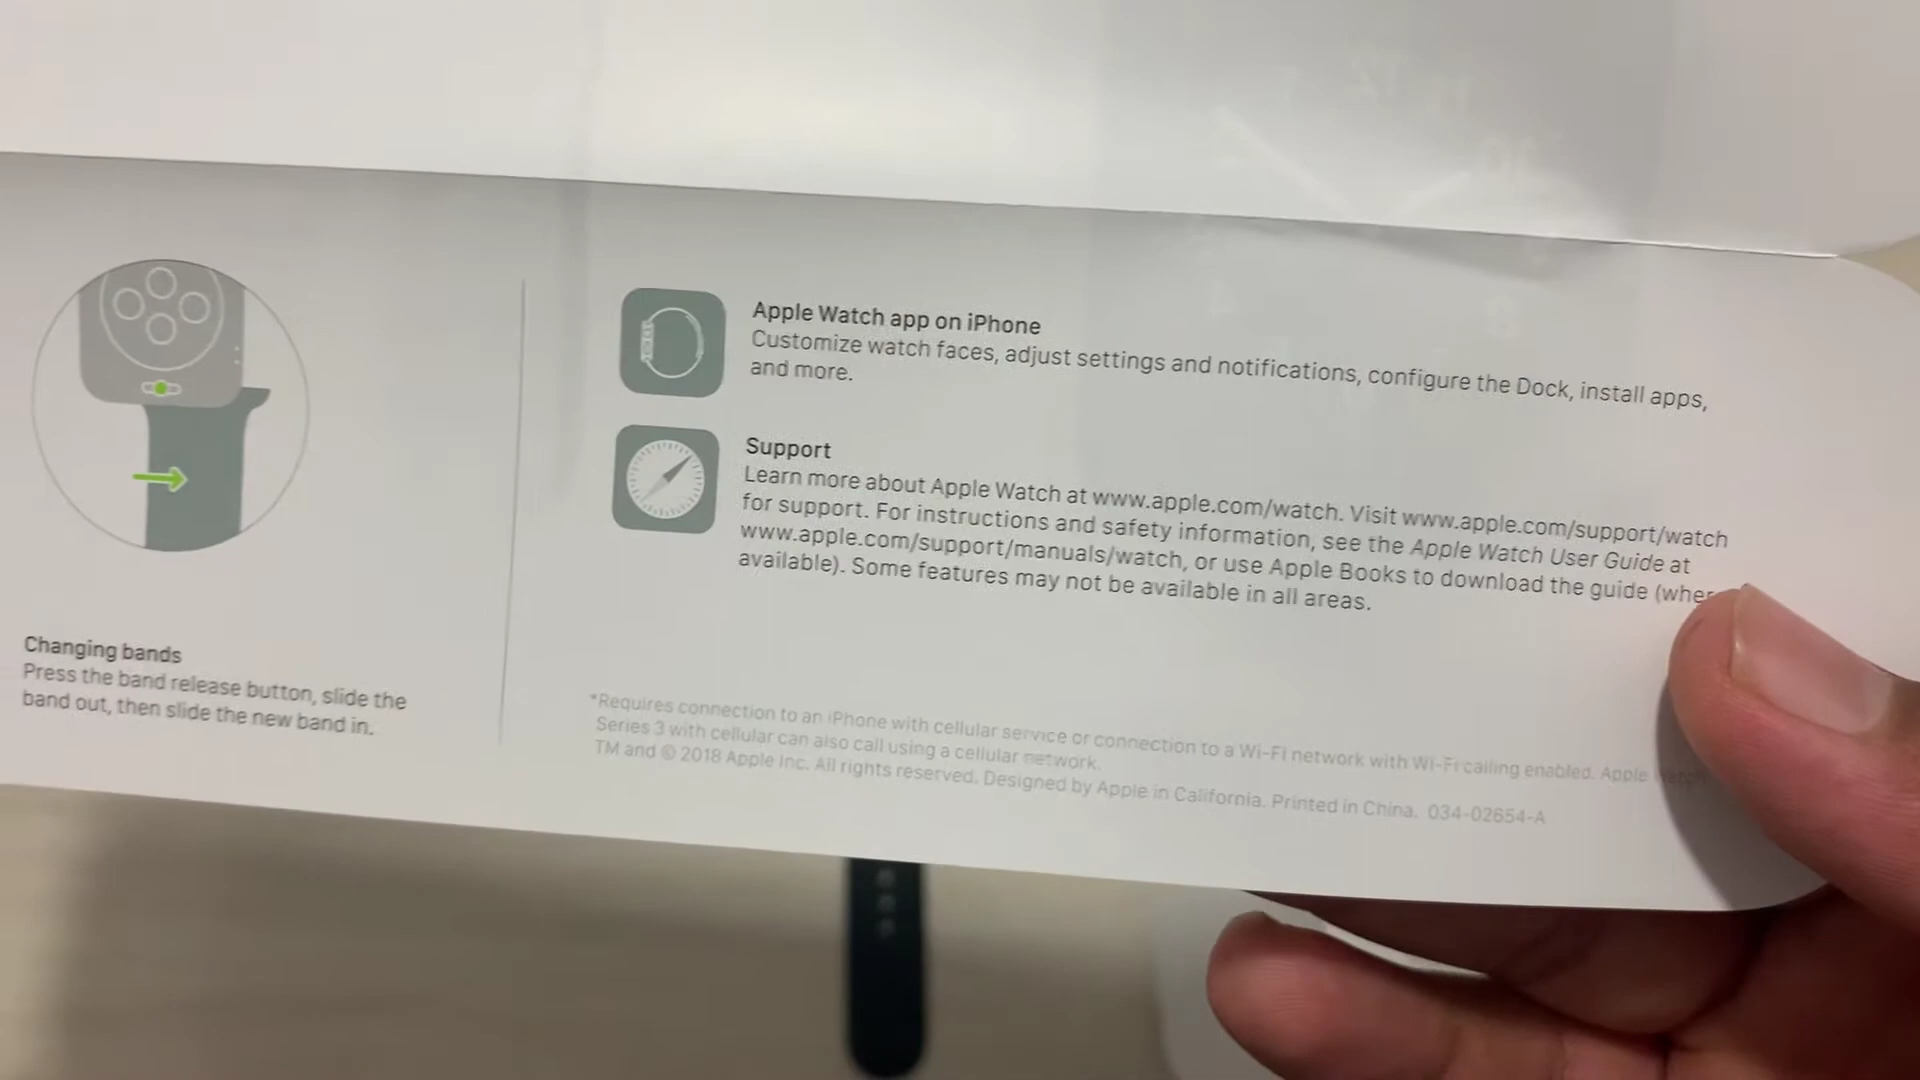 Apple Watch app on iPhone
Customize watch faces, adjust settings and notifications, configure the Dock, install apps,
and more.
Support
Learn more about Apple Watch at www.apple.com/watch. Visit www.apple.com/support/watch
for support. For instructions and safety information, see the Apple Watch User Guide at
www.apple.com/support/manuals/watch, or use Apple Books to download the guide (wher
available). Some features may not be available in all areas.
Changing bands
Press the band release button, slide the
band out, then slide the new band in.
*Requires connection to an iPhone with cellular service or connection to a Wi-Fi network with Wi-Fi calling enabled. Apple Watch
Series 3 with cellular can also call using a cellular network.
TM and © 2018 Apple Inc. All rights reserved. Designed by Apple in California. Printed in China. 034-02654-A